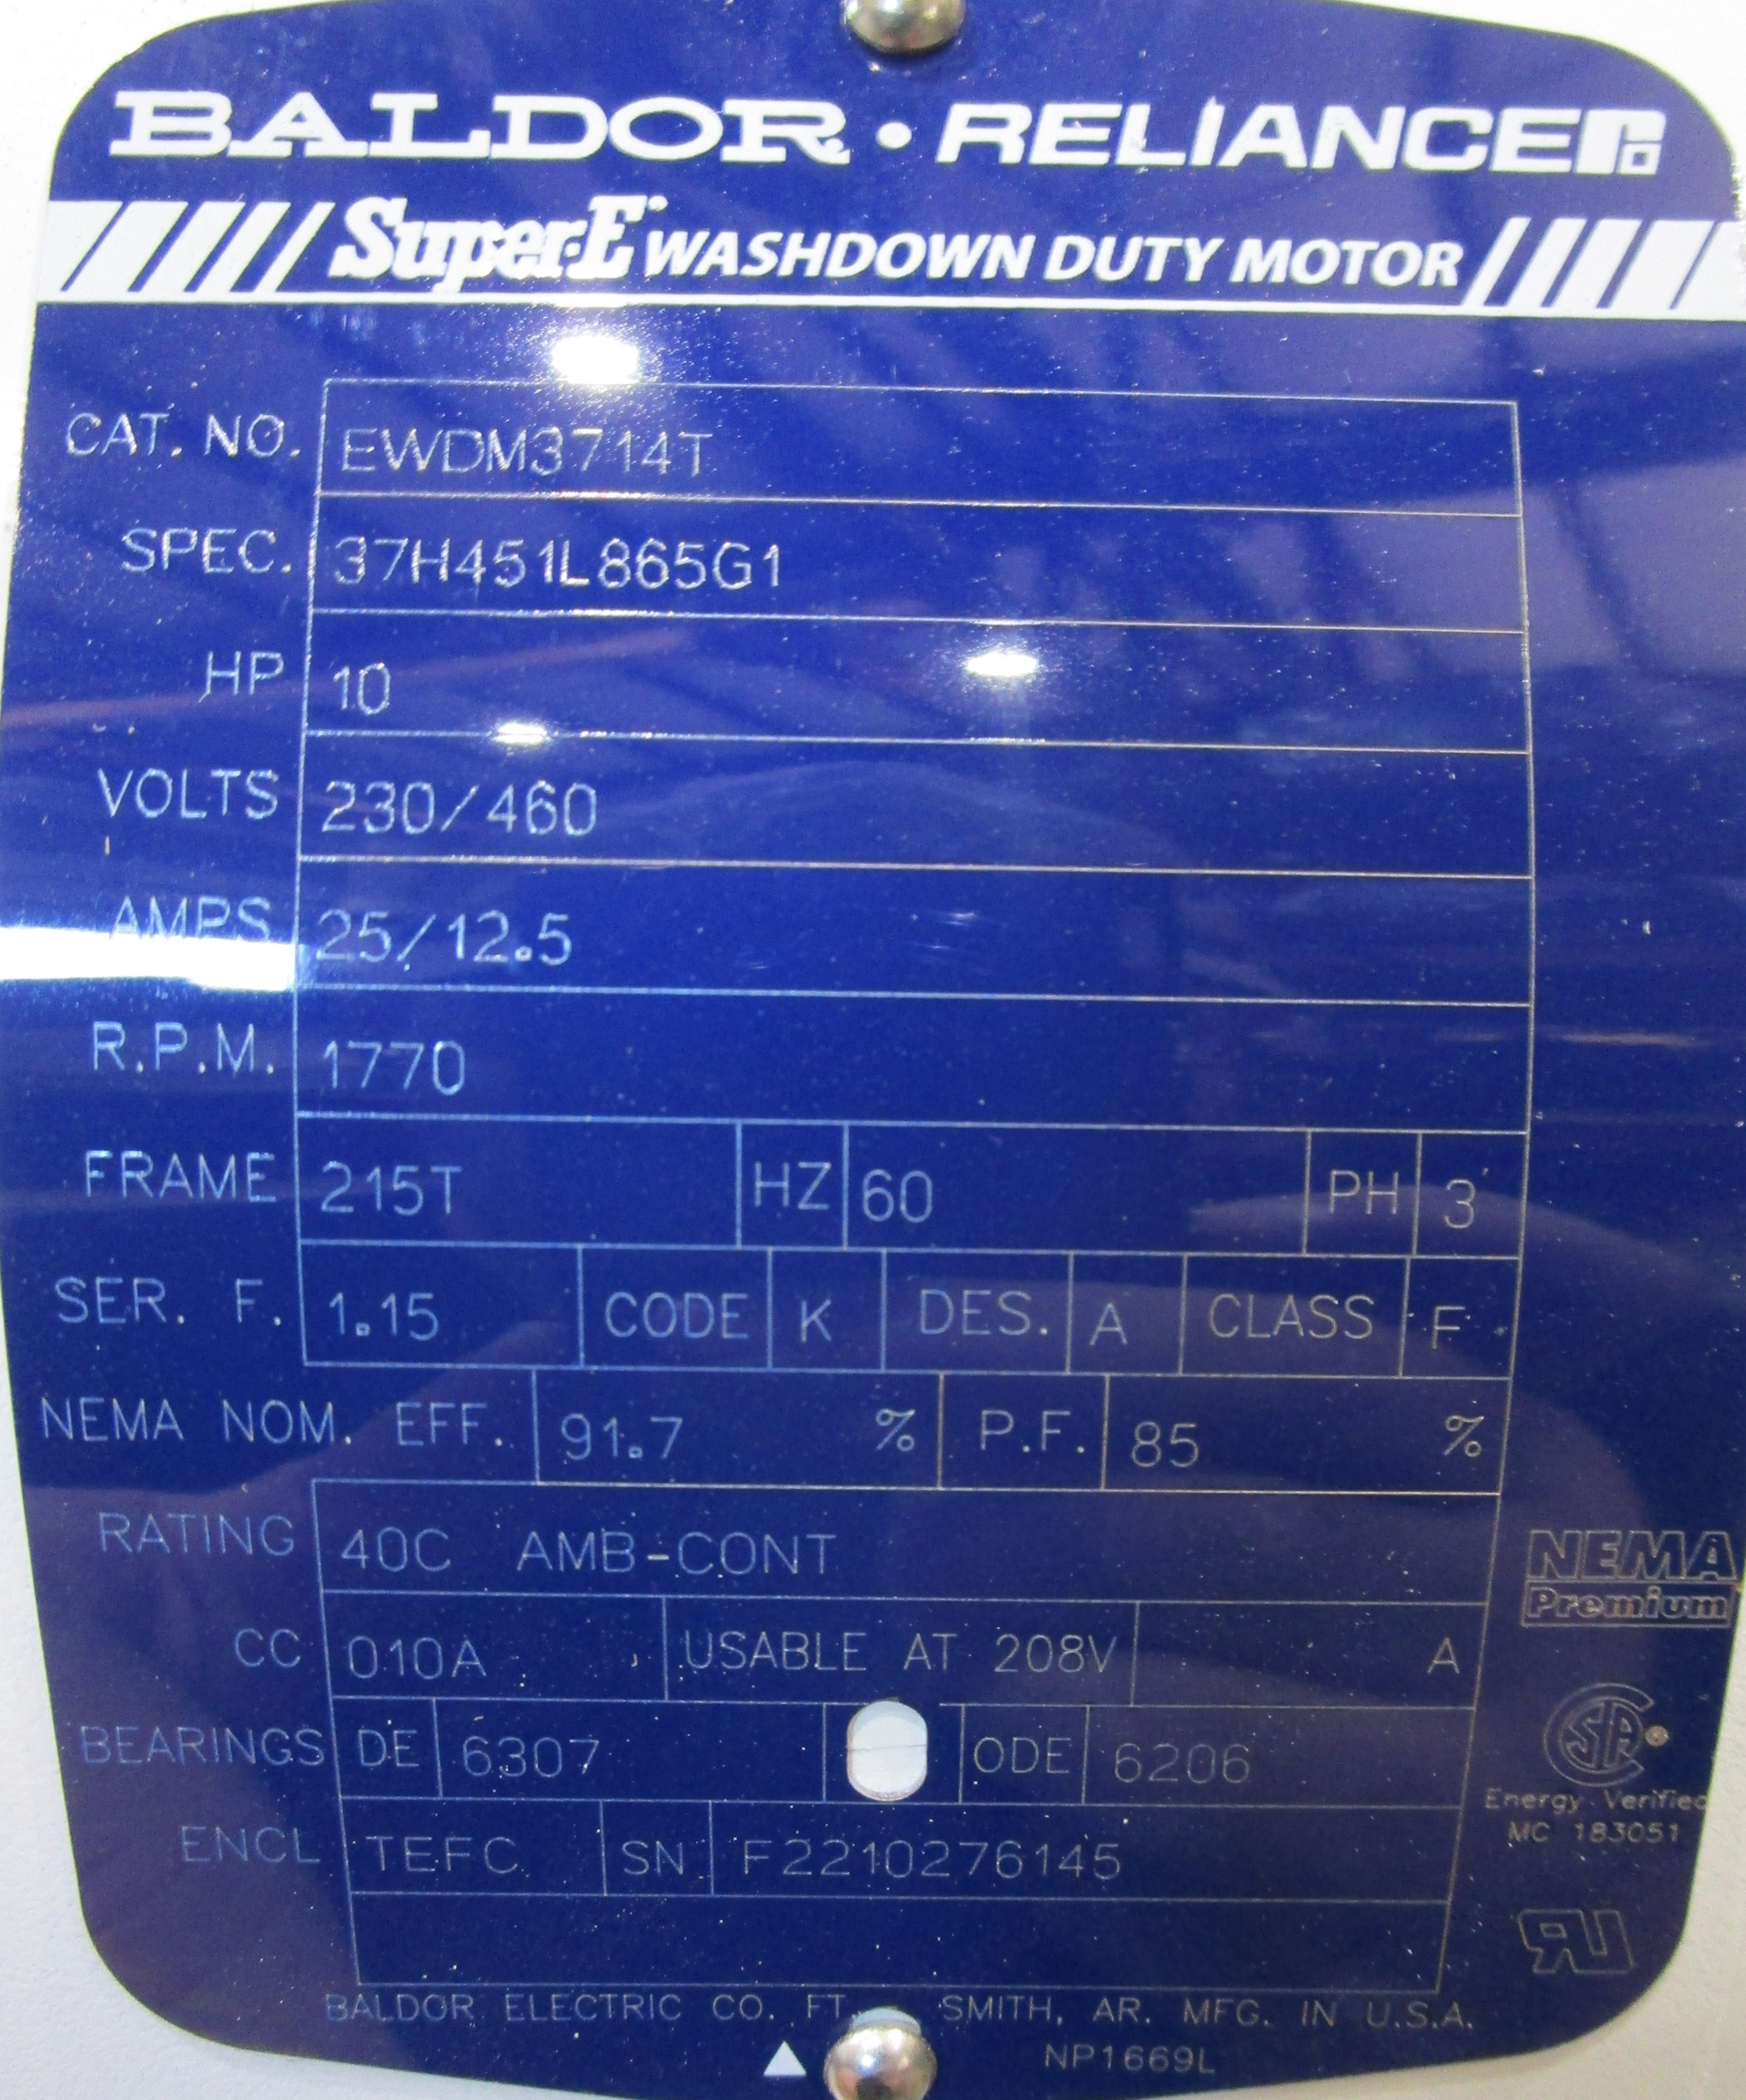 BALDOR • RELIANCE
Super-E® WASHDOWN DUTY MOTOR
CAT. NO. EWDM3714T
SPEC. 37H451L865G1
HP 10
VOLTS 230/460
AMPS 25/12.5
R.P.M. 1770
FRAME 215T HZ 60 PH 3
SER. F. 1.15 CODE K DES. A CLASS F
NEMA NOM. EFF. 91.7 % P.F. 85 %
RATING 40C AMB-CONT
NEMA
Premium
CC 010A USABLE AT 208V A
BEARINGS DE 6307 ODE 6206
SA ®
Energy Verified
MC 183051
ENCL TEFC SN F2210276145
RU
BALDOR ELECTRIC CO. FT. SMITH, AR. MFG. IN U.S.A.
NP1669L